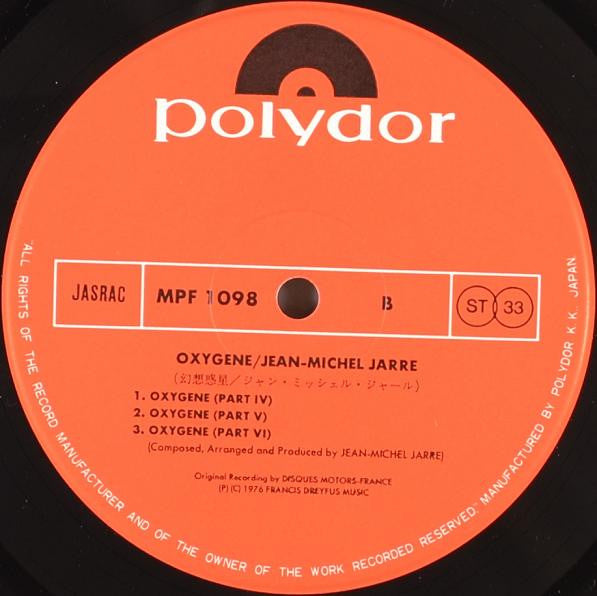 polydor
JASRAC
MPF 1098
B
ST 33
OXYGENE/JEAN-MICHEL JARRE
(幻想惑星/ジャン・ミッシェル・ジャール)
1. OXYGENE (PART IV)
2. OXYGENE (PART V)
3. OXYGENE (PART VI)
(Composed, Arranged and Produced by JEAN-MICHEL JARRE)
Original Recording by DISQUES MOTORS-FRANCE
(P) (C) 1976 FRANCIS DREYFUS MUSIC
"ALL RIGHTS OF THE RECORD MANUFACTURER AND OF THE OWNER OF THE WORK RECORDED RESERVED." MANUFACTURED BY POLYDOR K.K., JAPAN